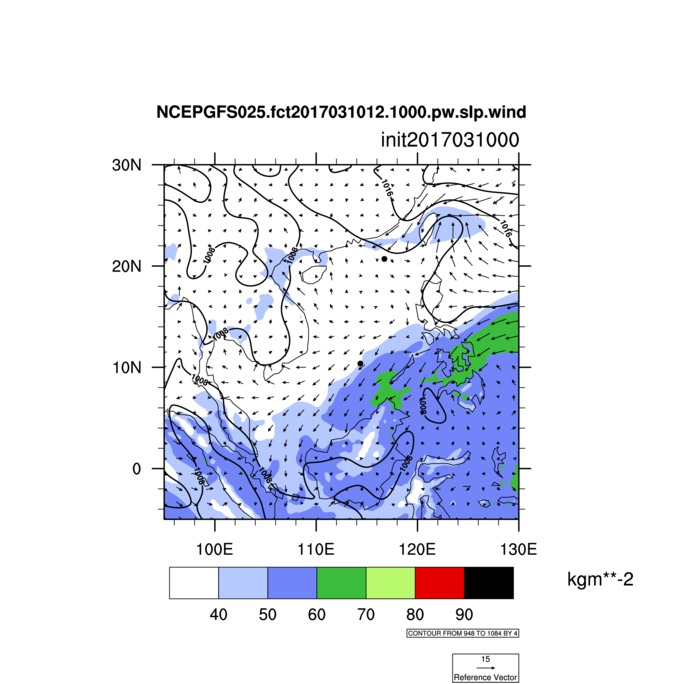 NCEPGFS025.fct2017031012.1000.pw.slp.wind
init2017031000
30N
1016
1016
1008
1008
20N
1008
10N
1008
1008
0
1008
1008
1008
100E
110E
120E
130E
kgm**-2
40
50
60
70
80
90
CONTOUR FROM 948 TO 1084 BY 4
15
Reference Vector